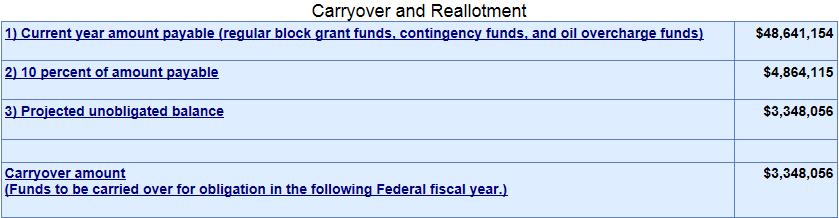 Carryover and Reallotment
1) Current year amount payable (regular block grant funds, contingency funds, and oil overcharge funds) $48,641,154
2) 10 percent of amount payable $4,864,115
3) Projected unobligated balance $3,348,056
Carryover amount $3,348,056
(Funds to be carried over for obligation in the following Federal fiscal year.)